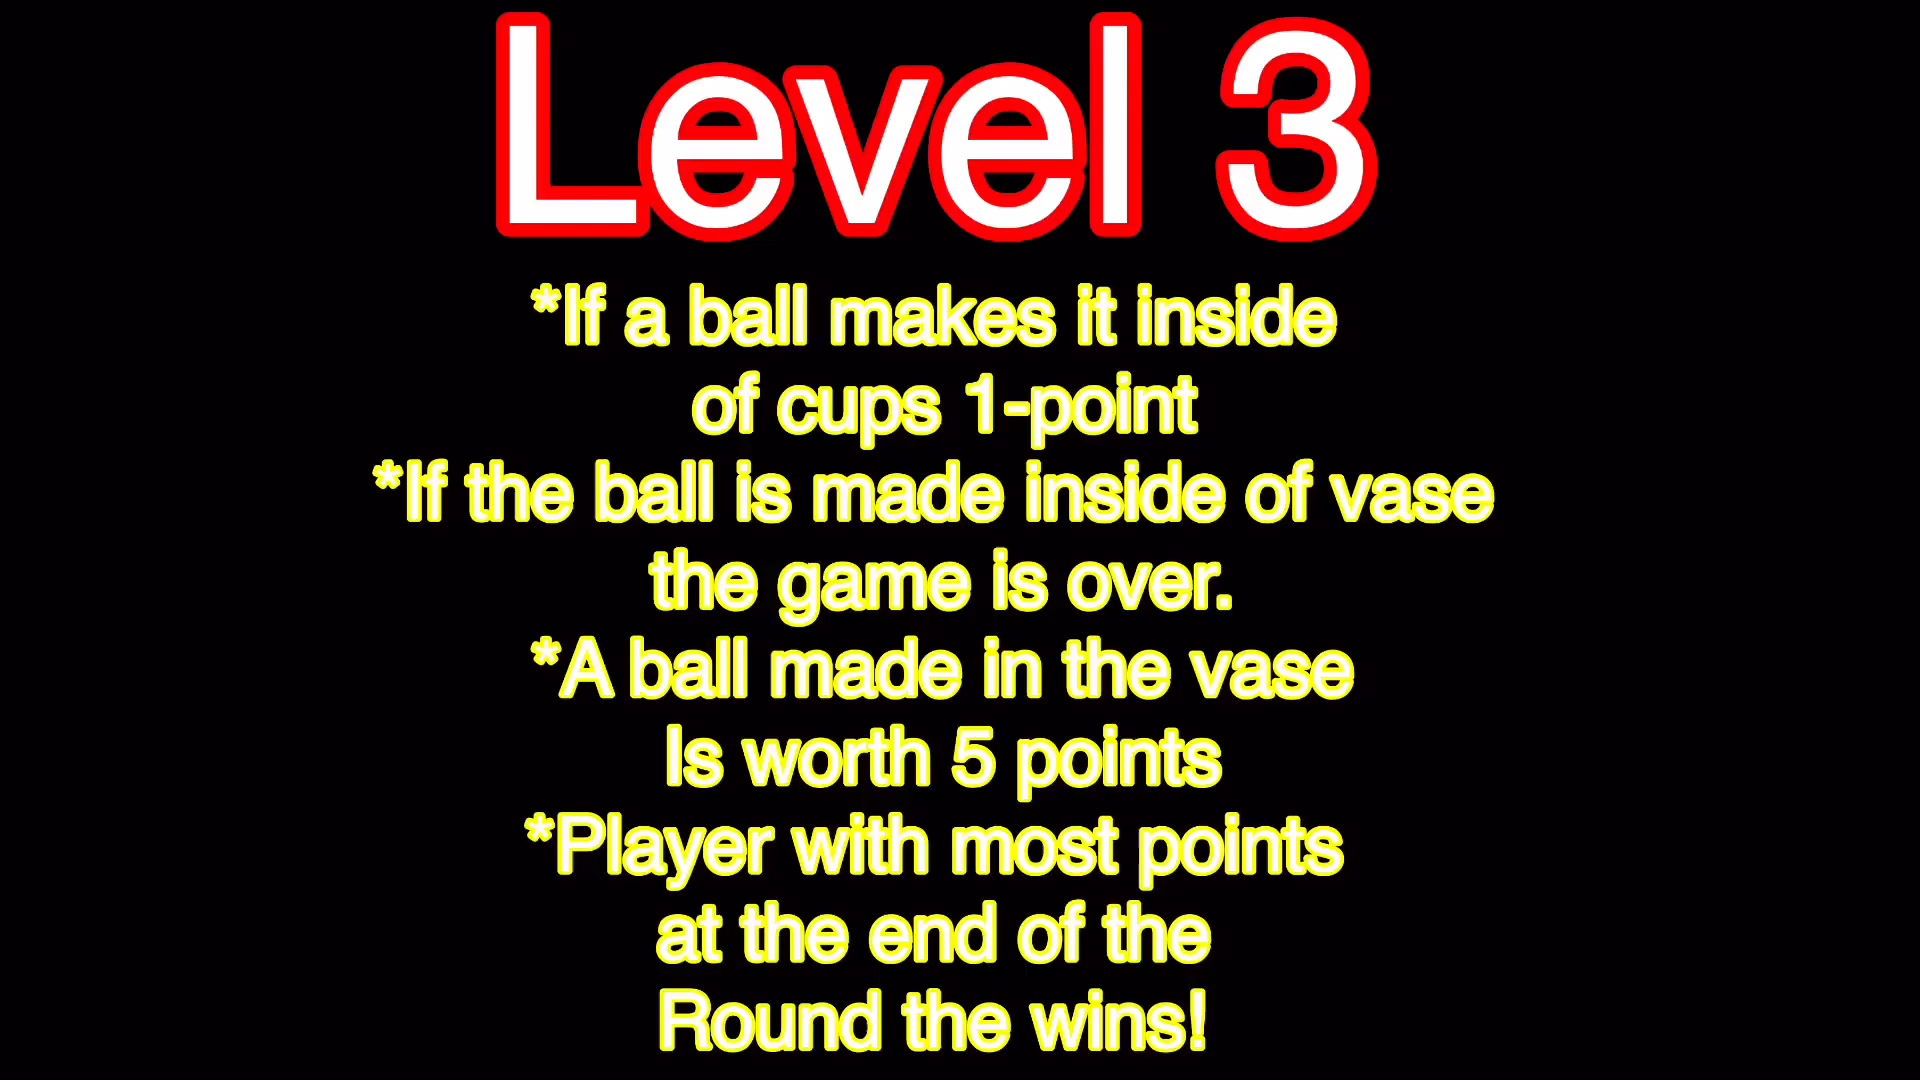 Level 3
*If a ball makes it inside
of cups 1-point
*If the ball is made inside of vase
the game is over.
*A ball made in the vase
Is worth 5 points
*Player with most points
at the end of the
Round the wins!